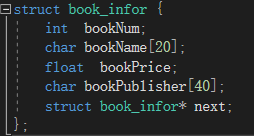 struct book_infor {
int  bookNum;
char bookName[20];
float  bookPrice;
char bookPublisher[40];
struct book_infor* next;
};